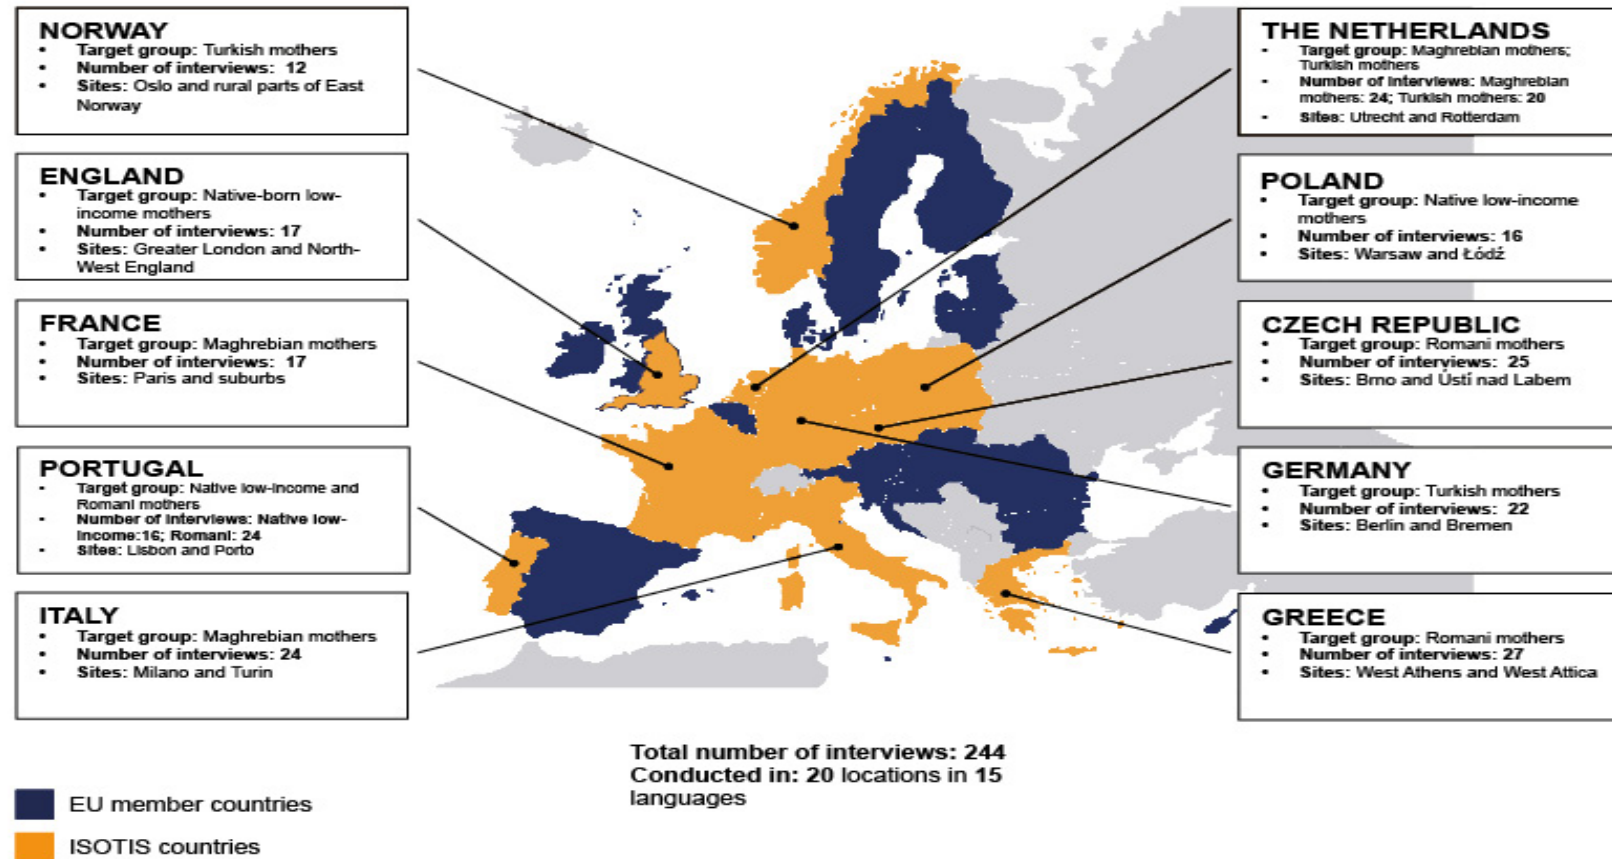 NORWAY
• Target group: Turkish mothers
• Number of interviews: 12
• Sites: Oslo and rural parts of East
Norway
ENGLAND
• Target group: Native-born low-
income mothers
• Number of interviews: 17
• Sites: Greater London and North-
West England
FRANCE
• Target group: Maghrebian mothers
• Number of interviews: 17
• Sites: Paris and suburbs
PORTUGAL
• Target group: Native low-income and
Romani mothers
• Number of Interviews: Native low-
Income:16; Romani: 24
• Sites: Lisbon and Porto
ITALY
• Target group: Maghrebian mothers
• Number of interviews: 24
• Sites: Milano and Turin
THE NETHERLANDS
• Target group: Maghrebian mothers;
Turkish mothers
• Number of Interviews: Maghrebian
mothers: 24; Turkish mothers: 20
• Sites: Utrecht and Rotterdam
POLAND
• Target group: Native low-income
mothers
• Number of interviews: 16
• Sites: Warsaw and Łódź
CZECH REPUBLIC
• Target group: Romani mothers
• Number of interviews: 25
• Sites: Brno and Ústí nad Labem
GERMANY
• Target group: Turkish mothers
• Number of interviews: 22
• Sites: Berlin and Bremen
GREECE
• Target group: Romani mothers
• Number of interviews: 27
• Sites: West Athens and West Attica
Total number of interviews: 244
Conducted in: 20 locations in 15
languages
EU member countries
ISOTIS countries